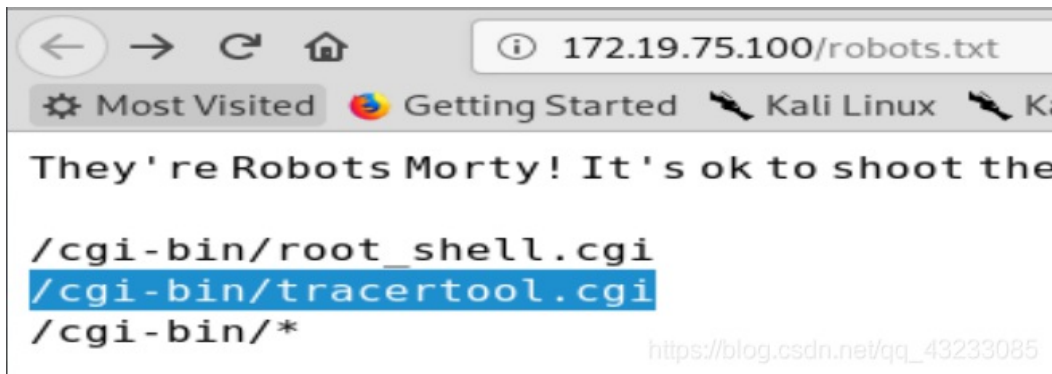 172.19.75.100/robots.txt
Most Visited Getting Started Kali Linux
They're Robots Morty! It's ok to shoot the
/cgi-bin/root_shell.cgi
/cgi-bin/tracertool.cgi
/cgi-bin/*
https://blog.csdn.net/qq_43233085